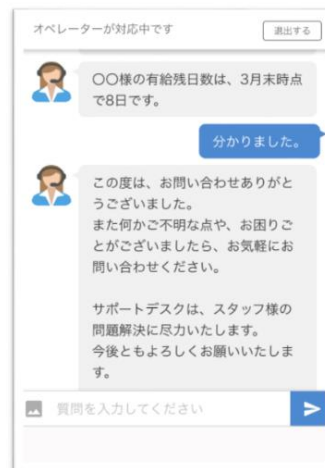 オペレーターが対応中です
退出する
〇〇様の有給残日数は、3月末時点
で8日です。
分かりました。
この度は、お問い合わせありがと
うございました。
また何かご不明な点や、お困りご
とがございましたら、お気軽にお
問い合わせください。
サポートデスクは、スタッフ様の
問題解決に尽力いたします。
今後ともよろしくお願いいたしま
す。
質問を入力してください